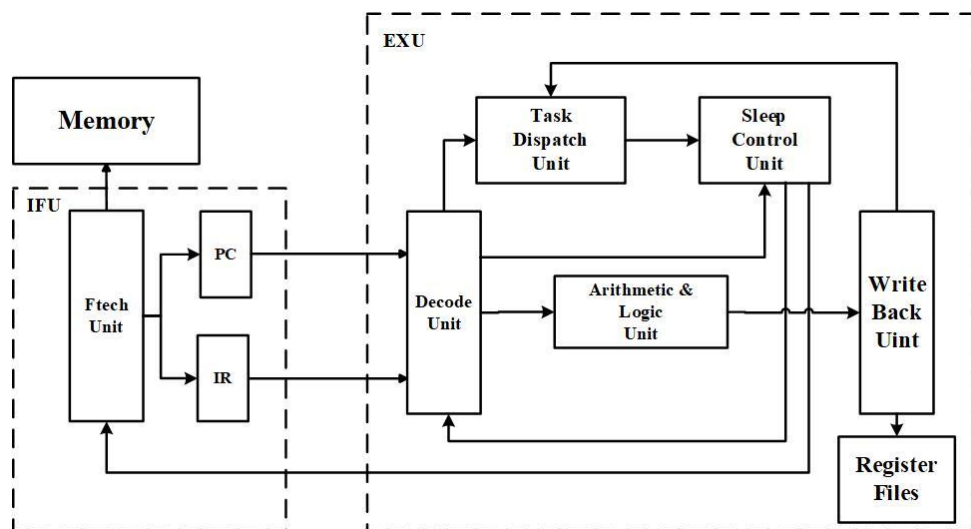 EXU
Memory
Task
Dispatch
Unit
Sleep
Control
Unit
IFU
PC
Ftech
Unit
IR
Decode
Unit
Arithmetic &
Logic
Unit
Write
Back
Uint
Register
Files